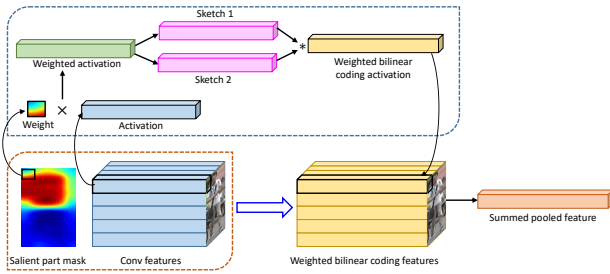 Sketch 1
Weighted activation
Sketch 2
*
Weighted bilinear
coding activation
Weight
×
Activation
Salient part mask
Conv features
Weighted bilinear coding features
Summed pooled feature